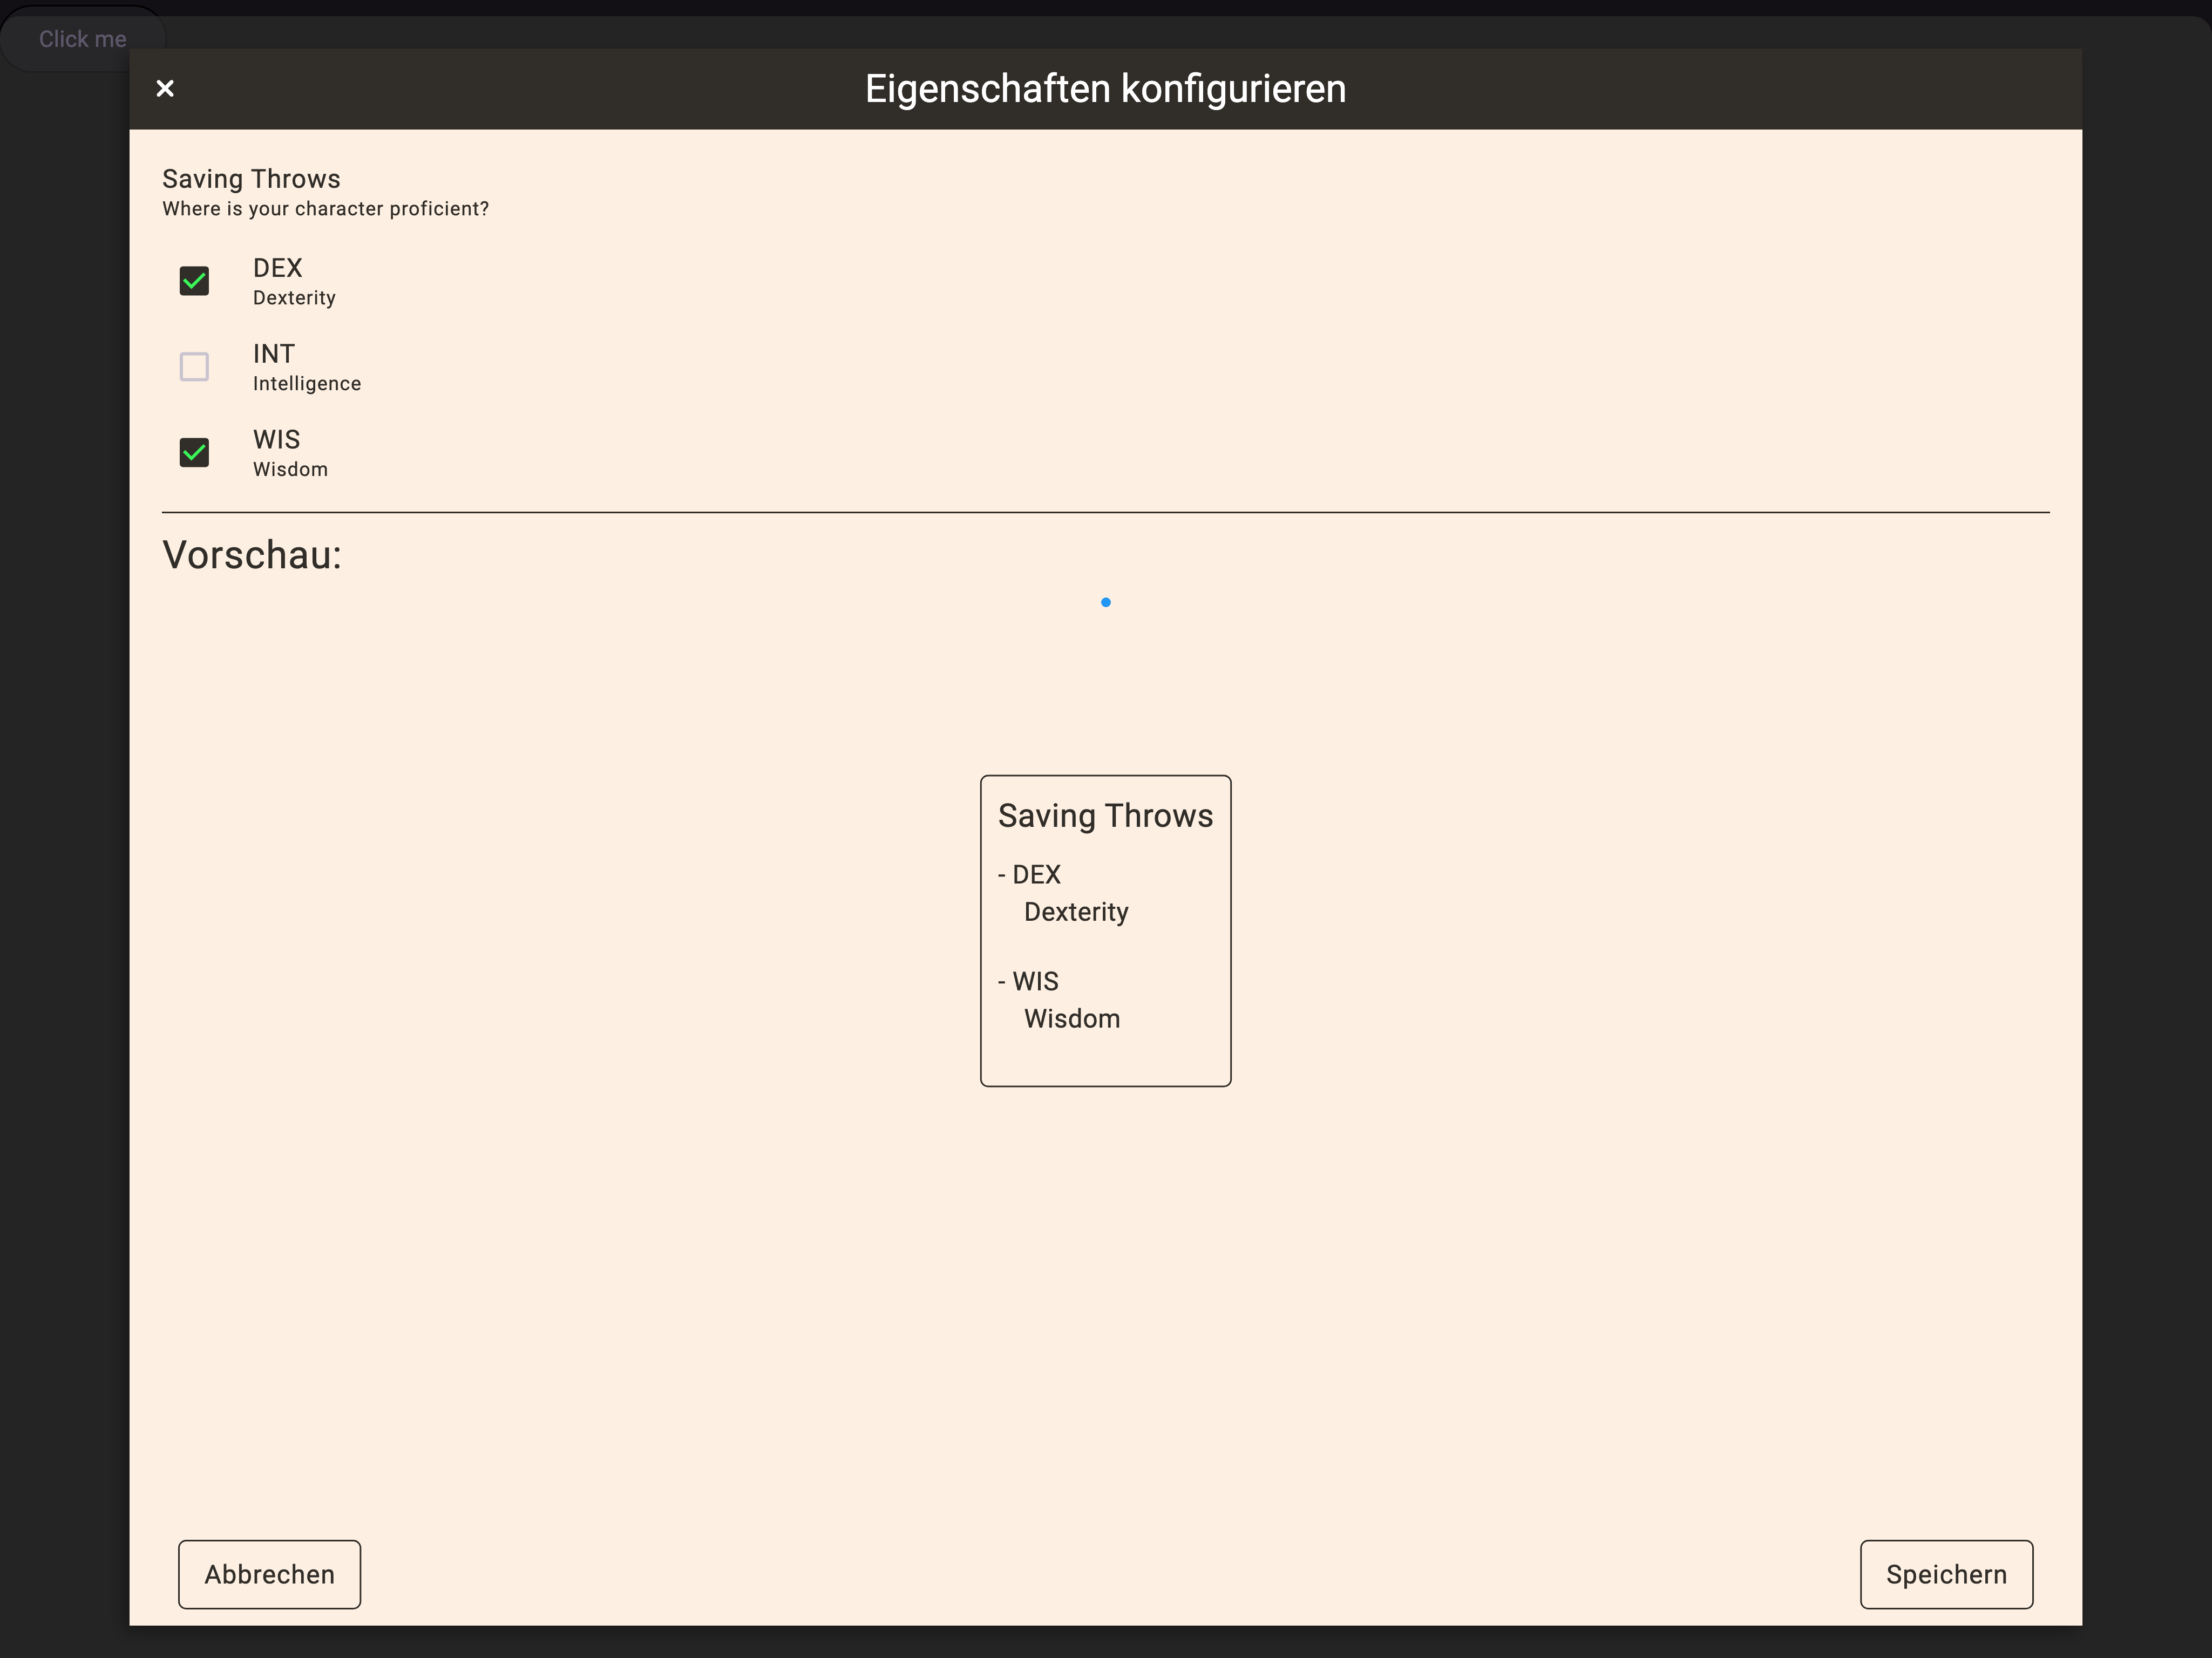 Click me
Eigenschaften konfigurieren
Saving Throws
Where is your character proficient?
DEX
Dexterity
INT
Intelligence
WIS
Wisdom
Vorschau:
Saving Throws
- DEX
Dexterity
- WIS
Wisdom
Abbrechen
Speichern